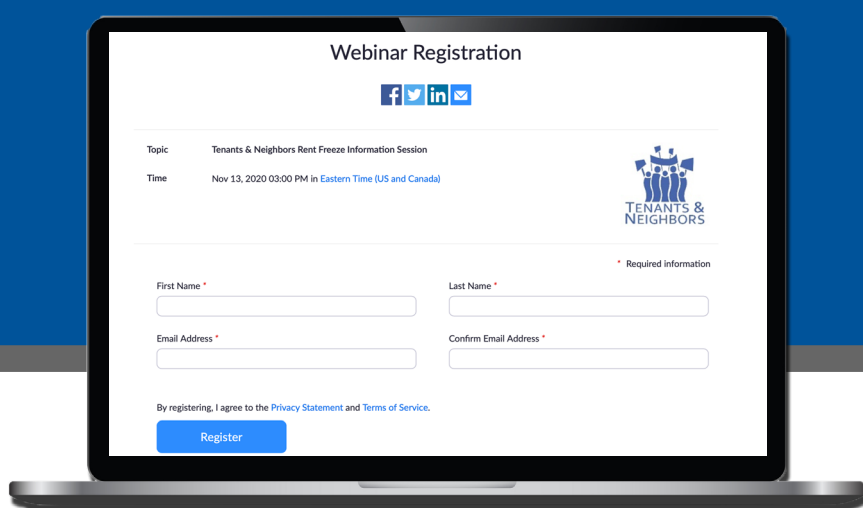 Webinar Registration
f in
Topic Tenants & Neighbors Rent Freeze Information Session
Time Nov 13, 2020 03:00 PM in Eastern Time (US and Canada)
TENANTS &
NEIGHBORS
* Required information
First Name * Last Name *
Email Address * Confirm Email Address *
By registering, I agree to the Privacy Statement and Terms of Service.
Register